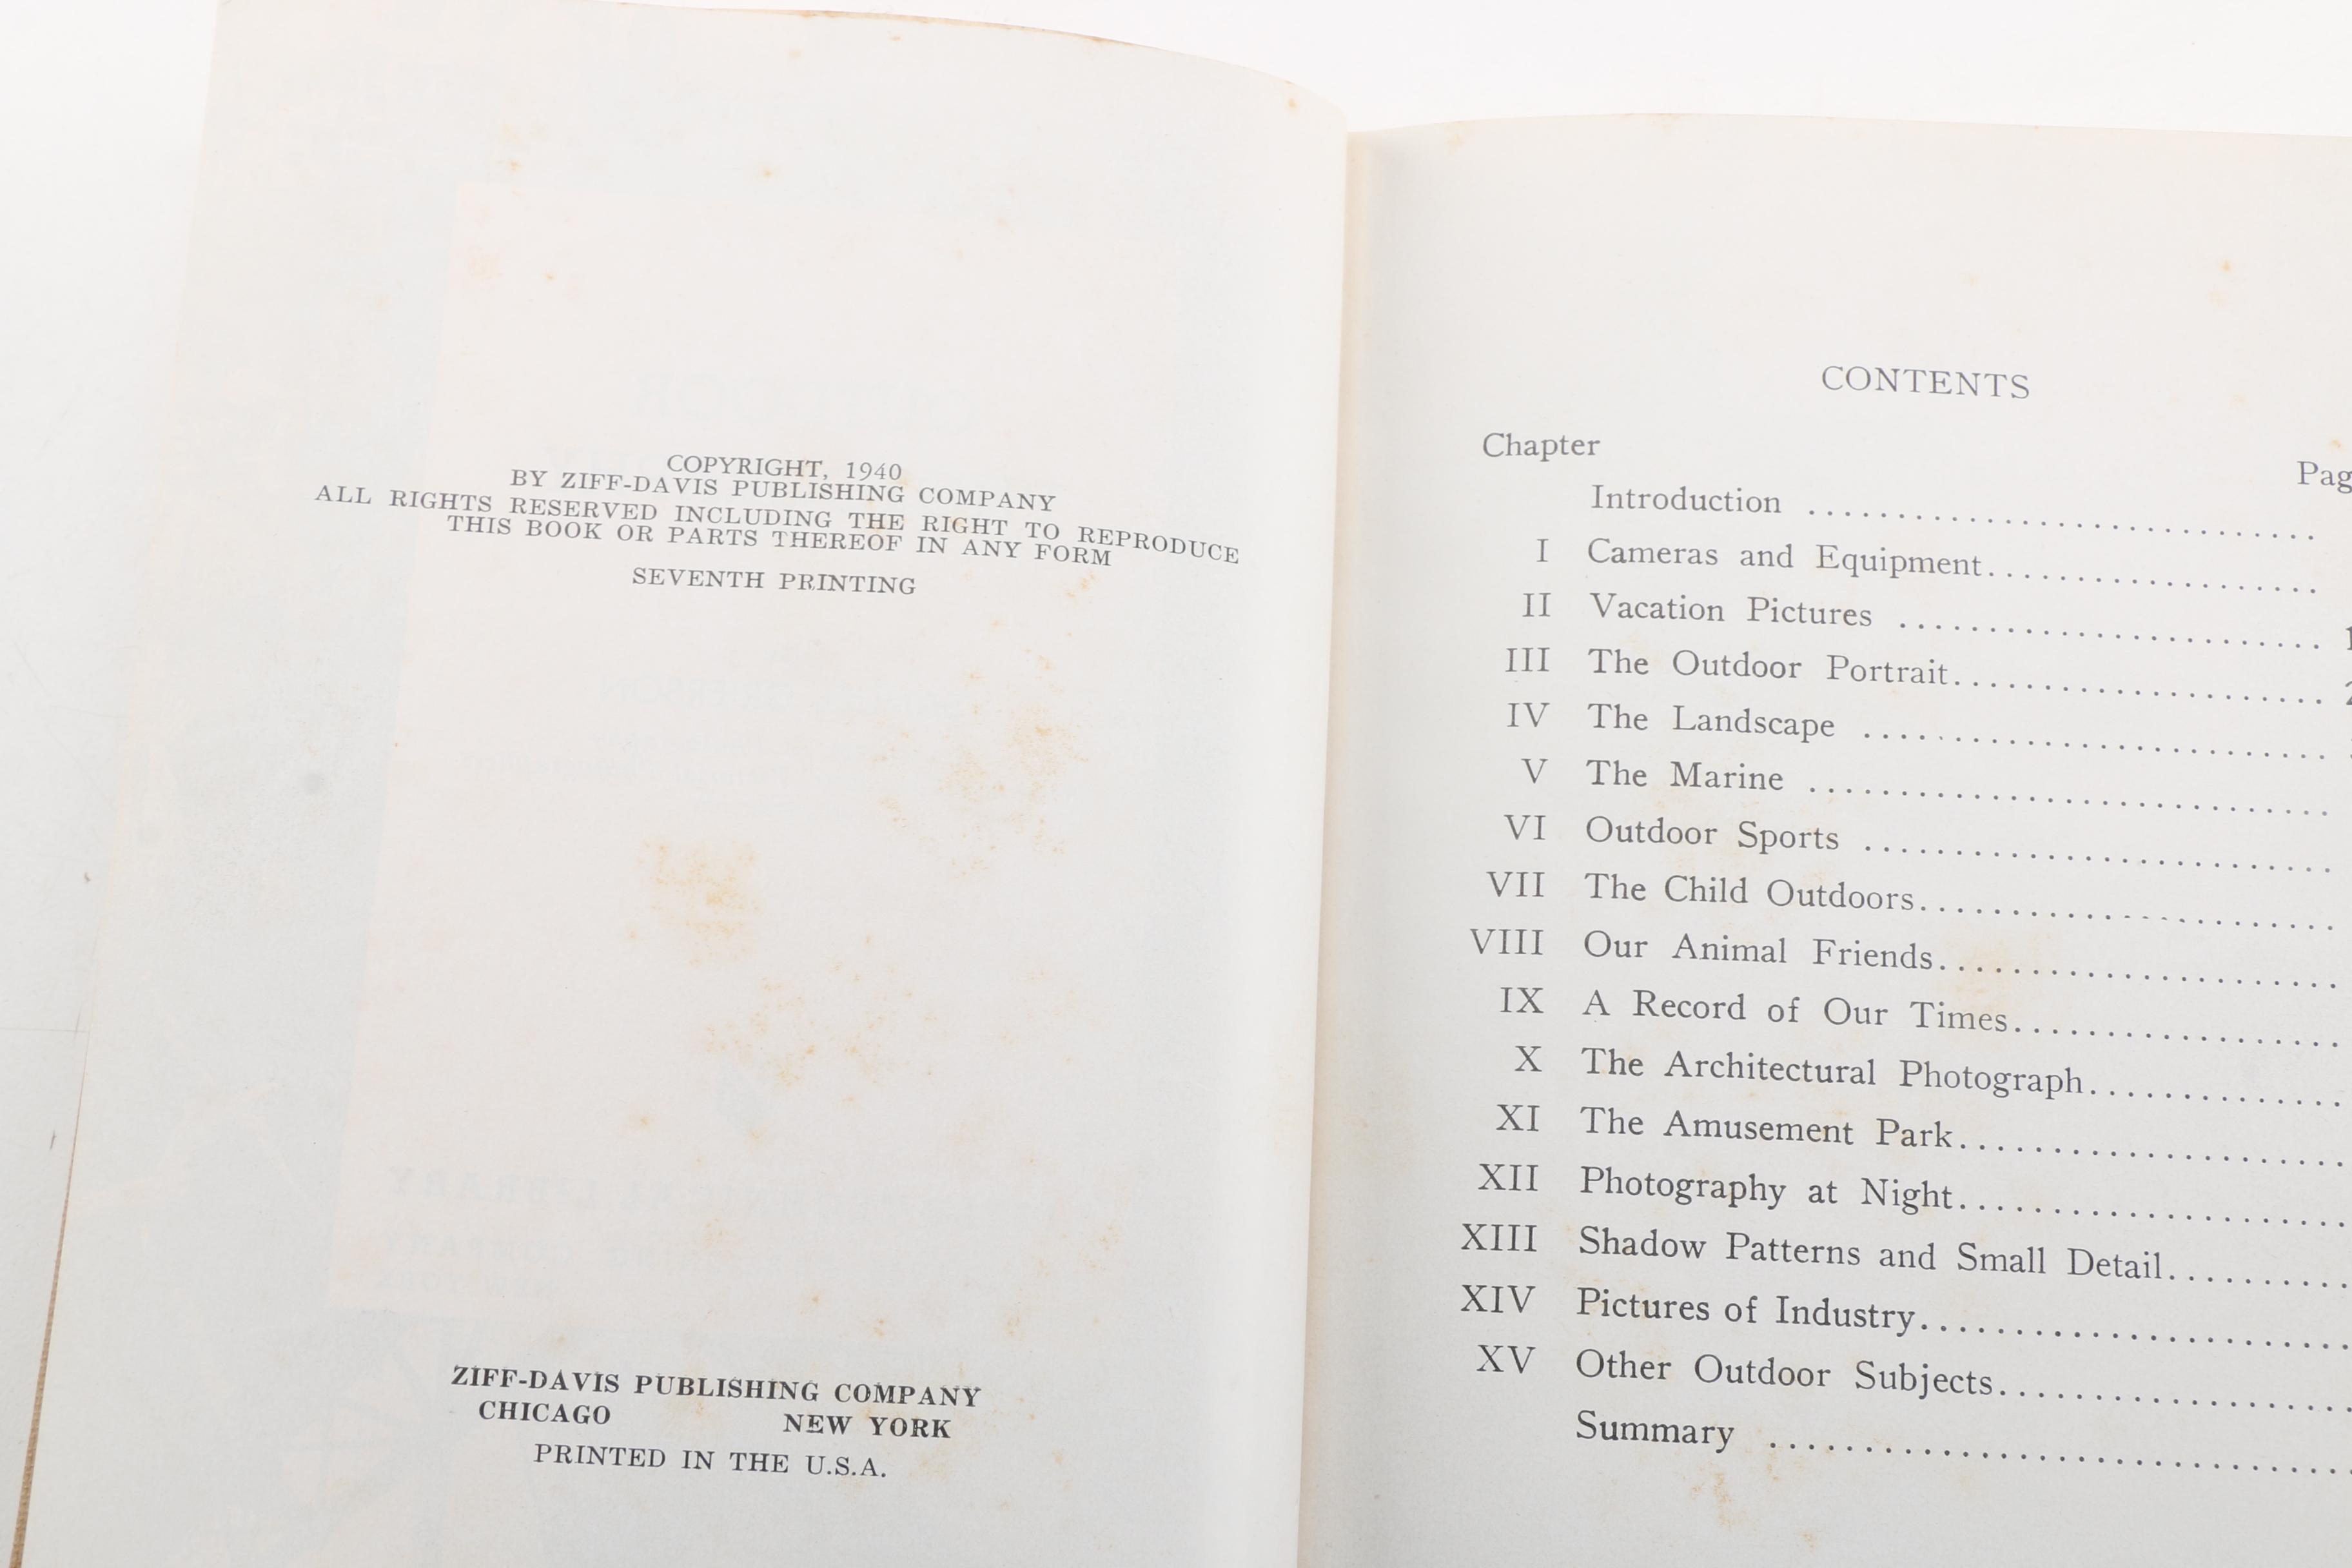 COPYRIGHT, 1940
BY ZIFF-DAVIS PUBLISHING COMPANY
ALL RIGHTS RESERVED INCLUDING THE RIGHT TO REPRODUCE
THIS BOOK OR PARTS THEREOF IN ANY FORM
SEVENTH PRINTING
ZIFF-DAVIS PUBLISHING COMPANY
CHICAGO NEW YORK
PRINTED IN THE U.S.A.
CONTENTS
Chapter Pag
Introduction
I Cameras and Equipment
II Vacation Pictures
III The Outdoor Portrait
IV The Landscape
V The Marine
VI Outdoor Sports
VII The Child Outdoors
VIII Our Animal Friends
IX A Record of Our Times
X The Architectural Photograph
XI The Amusement Park
XII Photography at Night
XIII Shadow Patterns and Small Detail
XIV Pictures of Industry
XV Other Outdoor Subjects
Summary